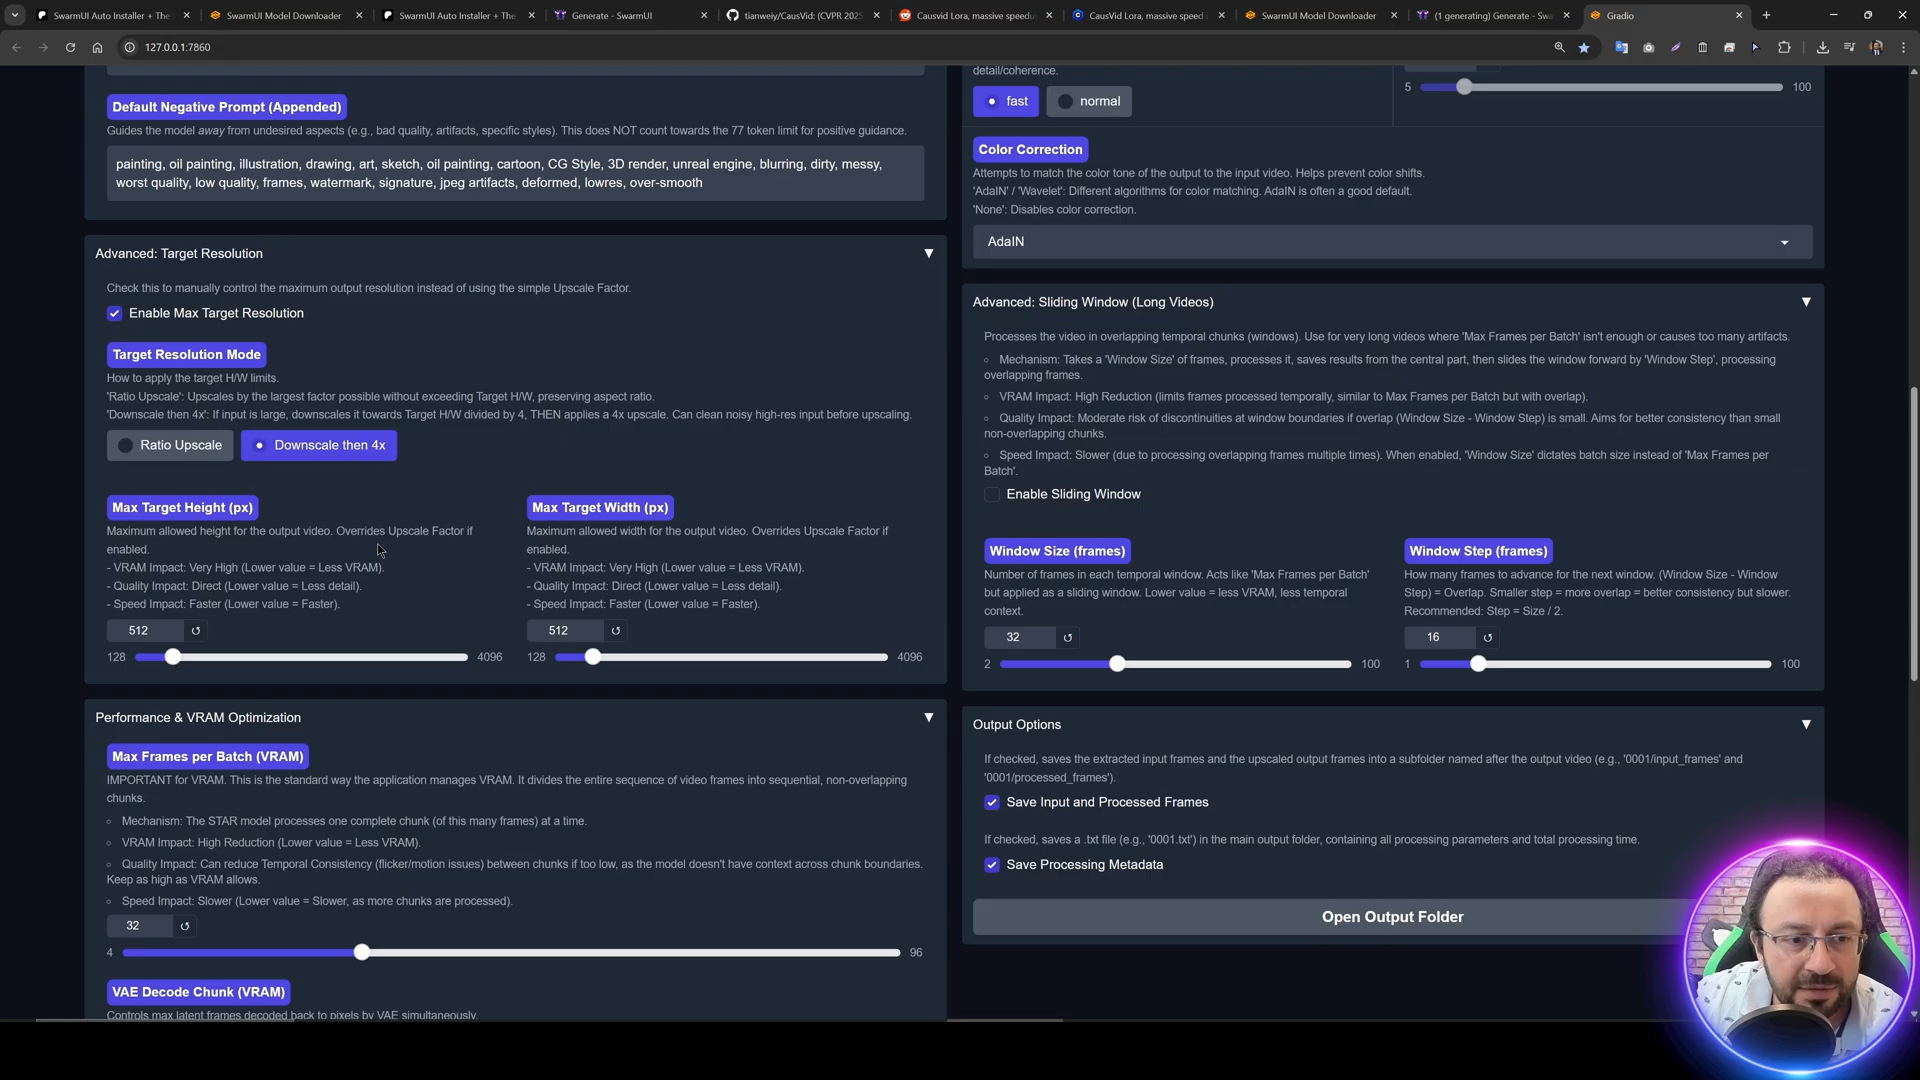 SwarmUI Auto Installer + The
SwarmUI Model Downloader
SwarmUI Auto Installer + The
Generate - SwarmUI
tianweiy/CausVid: (CVPR 2025
Causvid Lora, massive speedu
CausVid Lora, massive speed
SwarmUI Model Downloader
(1 generating) Generate - Swa
Gradio
127.0.0.1:7860
Default Negative Prompt (Appended)
Guides the model away from undesired aspects (e.g., bad quality, artifacts, specific styles). This does NOT count towards the 77 token limit for positive guidance.
painting, oil painting, illustration, drawing, art, sketch, oil painting, cartoon, CG Style, 3D render, unreal engine, blurring, dirty, messy,
worst quality, low quality, frames, watermark, signature, jpeg artifacts, deformed, lowres, over-smooth
Advanced: Target Resolution
Check this to manually control the maximum output resolution instead of using the simple Upscale Factor.
Enable Max Target Resolution
Target Resolution Mode
How to apply the target H/W limits.
'Ratio Upscale': Upscales by the largest factor possible without exceeding Target H/W, preserving aspect ratio.
'Downscale then 4x': If input is large, downscales it towards Target H/W divided by 4, THEN applies a 4x upscale. Can clean noisy high-res input before upscaling.
Ratio Upscale
Downscale then 4x
Max Target Height (px)
Maximum allowed height for the output video. Overrides Upscale Factor if
enabled.
- VRAM Impact: Very High (Lower value = Less VRAM).
- Quality Impact: Direct (Lower value = Less detail).
- Speed Impact: Faster (Lower value = Faster).
512
128
4096
Max Target Width (px)
Maximum allowed width for the output video. Overrides Upscale Factor if
enabled.
- VRAM Impact: Very High (Lower value = Less VRAM).
- Quality Impact: Direct (Lower value = Less detail).
- Speed Impact: Faster (Lower value = Faster).
512
128
4096
Performance & VRAM Optimization
Max Frames per Batch (VRAM)
IMPORTANT for VRAM. This is the standard way the application manages VRAM. It divides the entire sequence of video frames into sequential, non-overlapping
chunks.
Mechanism: The STAR model processes one complete chunk (of this many frames) at a time.
VRAM Impact: High Reduction (Lower value = Less VRAM).
Quality Impact: Can reduce Temporal Consistency (flicker/motion issues) between chunks if too low, as the model doesn't have context across chunk boundaries.
Keep as high as VRAM allows.
Speed Impact: Slower (Lower value = Slower, as more chunks are processed).
32
4
96
VAE Decode Chunk (VRAM)
Controls max latent frames decoded back to pixels by VAE simultaneously.
detail/coherence.
fast
normal
5
100
Color Correction
Attempts to match the color tone of the output to the input video. Helps prevent color shifts.
'AdaIN' / 'Wavelet': Different algorithms for color matching. AdaIN is often a good default.
'None': Disables color correction.
AdaIN
Advanced: Sliding Window (Long Videos)
Processes the video in overlapping temporal chunks (windows). Use for very long videos where 'Max Frames per Batch' isn't enough or causes too many artifacts.
Mechanism: Takes a 'Window Size' of frames, processes it, saves results from the central part, then slides the window forward by 'Window Step', processing
overlapping frames.
VRAM Impact: High Reduction (limits frames processed temporally, similar to Max Frames per Batch but with overlap).
Quality Impact: Moderate risk of discontinuities at window boundaries if overlap (Window Size - Window Step) is small. Aims for better consistency than small
non-overlapping chunks.
Speed Impact: Slower (due to processing overlapping frames multiple times). When enabled, 'Window Size' dictates batch size instead of 'Max Frames per
Batch'.
Enable Sliding Window
Window Size (frames)
Number of frames in each temporal window. Acts like 'Max Frames per Batch'
but applied as a sliding window. Lower value = less VRAM, less temporal
context.
32
2
100
Window Step (frames)
How many frames to advance for the next window. (Window Size - Window
Step) = Overlap. Smaller step = more overlap = better consistency but slower.
Recommended: Step = Size / 2.
16
1
100
Output Options
If checked, saves the extracted input frames and the upscaled output frames into a subfolder named after the output video (e.g., '0001/input_frames' and
'0001/processed_frames').
Save Input and Processed Frames
If checked, saves a .txt file (e.g., '0001.txt') in the main output folder, containing all processing parameters and total processing time.
Save Processing Metadata
Open Output Folder